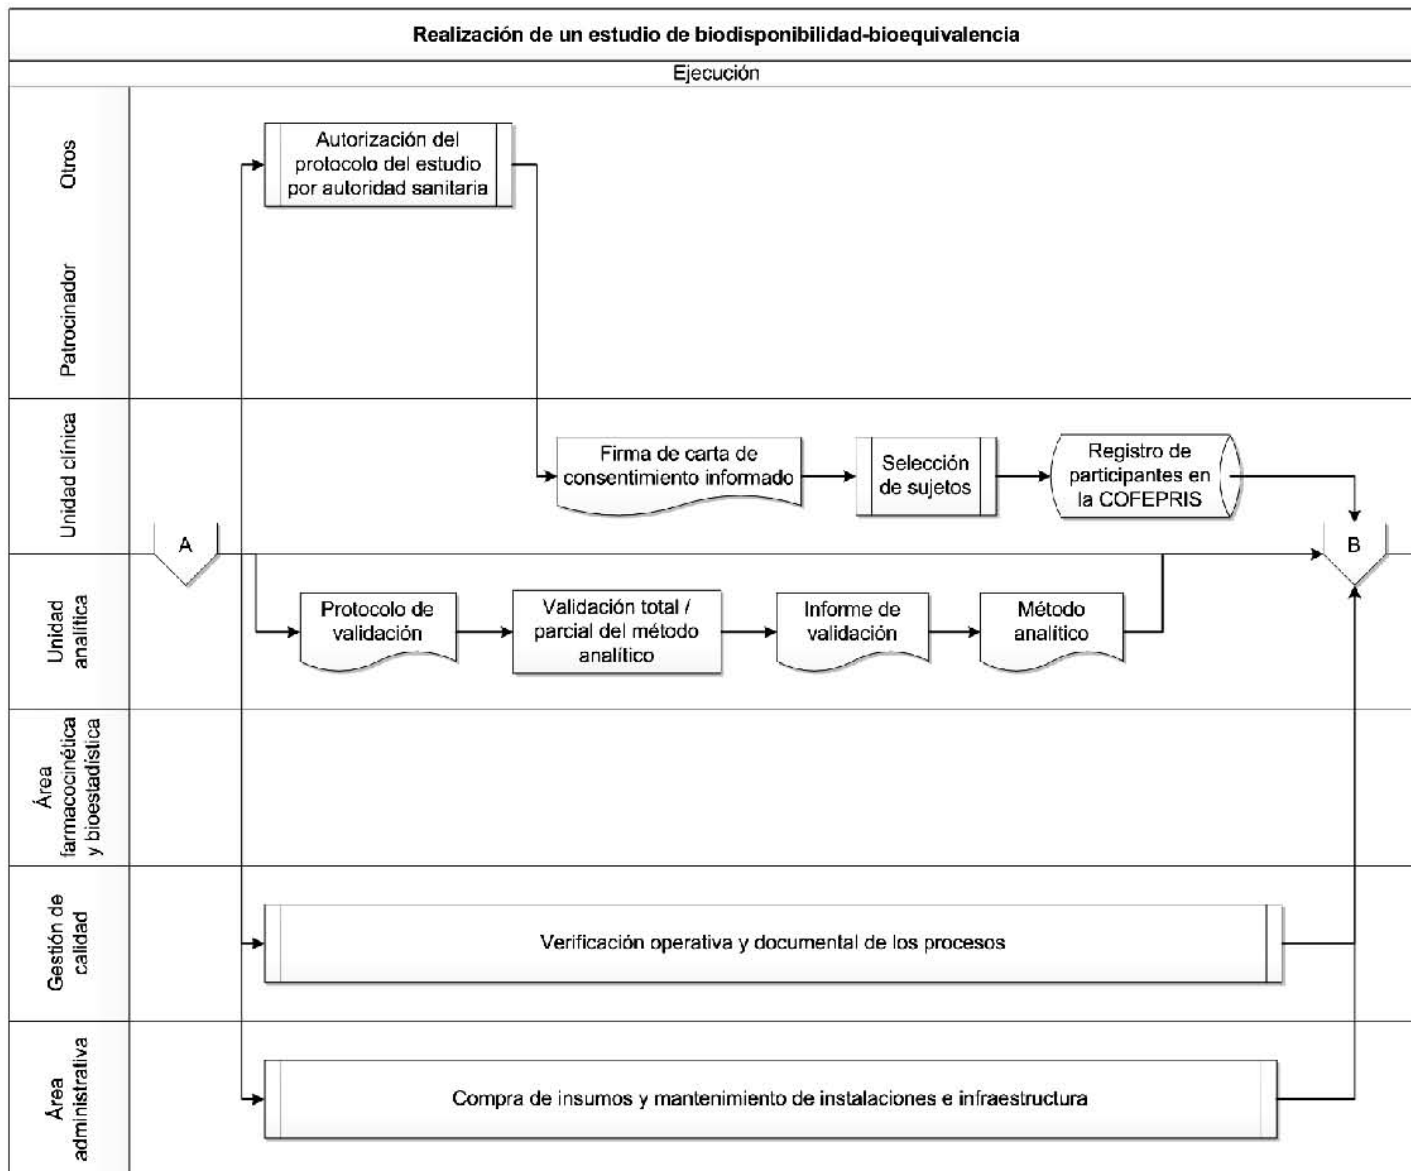 Realización de un estudio de biodisponibilidad-bioequivalencia
Ejecución
Otros
Autorización del
protocolo del estudio
por autoridad sanitaria
Patrocinador
Unidad clínica
Firma de carta de
consentimiento informado
Selección
de sujetos
Registro de
participantes en
la COFEPRIS
A
B
Unidad
analítica
Protocolo de
validación
Validación total /
parcial del método
analítico
Informe de
validación
Método
analítico
Área
farmacocinética
y bioestadística
Gestión de
calidad
Verificación operativa y documental de los procesos
Área
administrativa
Compra de insumos y mantenimiento de instalaciones e infraestructura